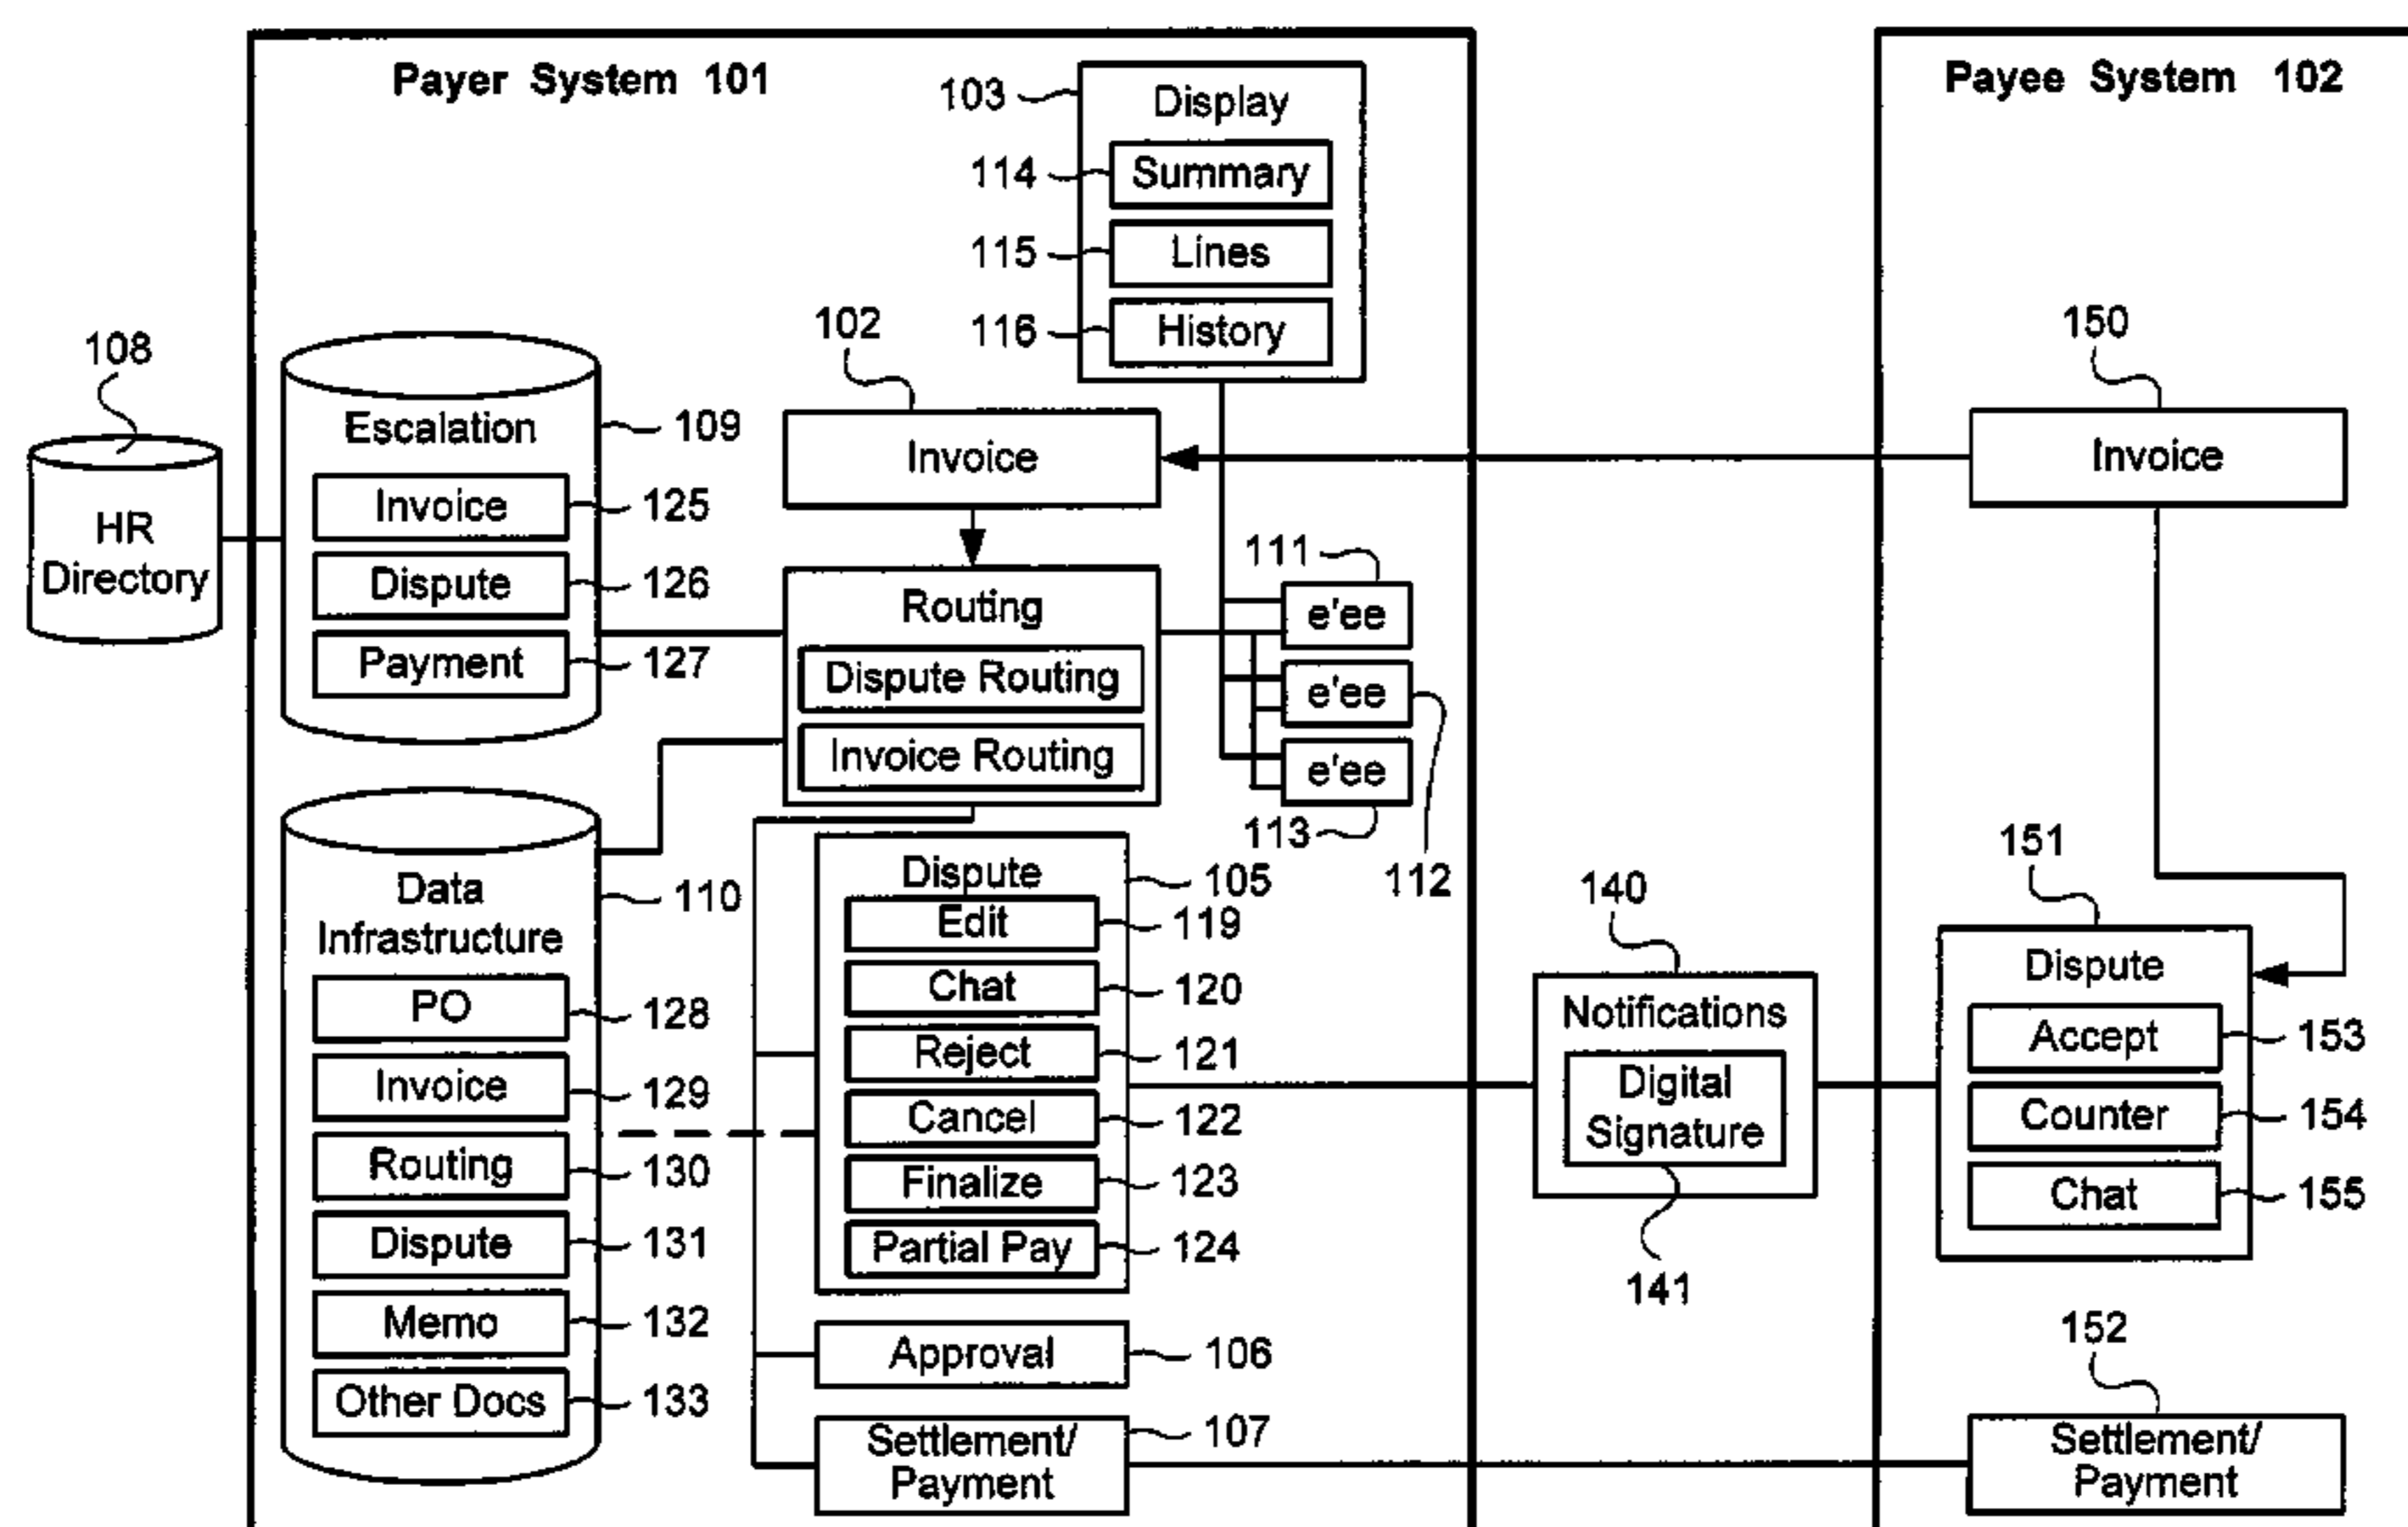 Payer System 101
Payee System 102
103
Display
114
Summary
115
Lines
116
History
108
HR
Directory
Escalation
109
Invoice
125
Dispute
126
Payment
127
102
Invoice
150
Invoice
Routing
Dispute Routing
Invoice Routing
111
e'ee
e'ee
112
e'ee
113
Data
Infrastructure
110
PO
128
Invoice
129
Routing
130
Dispute
131
Memo
132
Other Docs
133
Dispute
105
Edit
119
Chat
120
Reject
121
Cancel
122
Finalize
123
Partial Pay
124
Approval
106
Settlement/
Payment
107
140
Notifications
Digital
Signature
141
151
Dispute
Accept
153
Counter
154
Chat
155
152
Settlement/
Payment